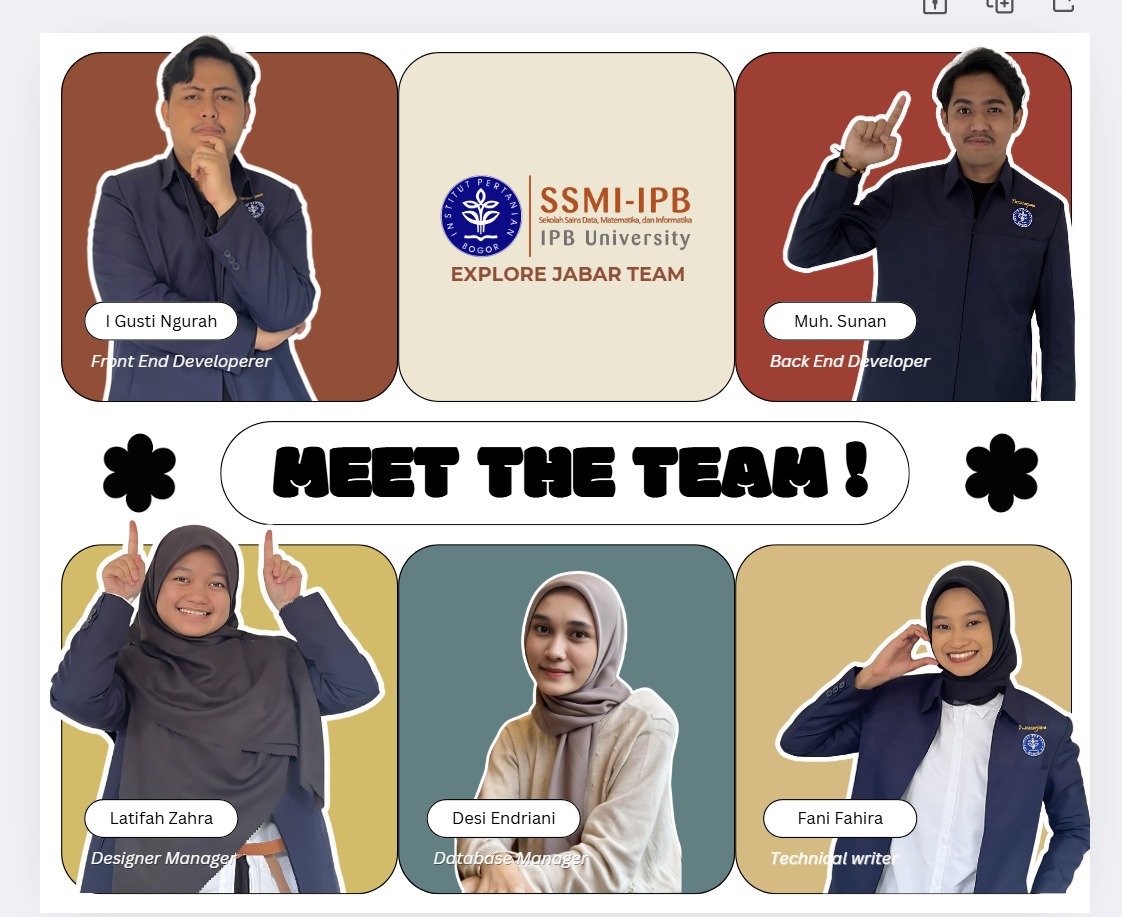 INSTITUT PERTANIAN
BOGOR
SSMI-IPB
Sekolah Sains Data, Matematika, dan Informatika
IPB University
EXPLORE JABAR TEAM
I Gusti Ngurah
Front End Developerer
Muh. Sunan
Back End Developer
MEET THE TEAM !
Latifah Zahra
Designer Manager
Desi Endriani
Database Manager
Fani Fahira
Technical writer